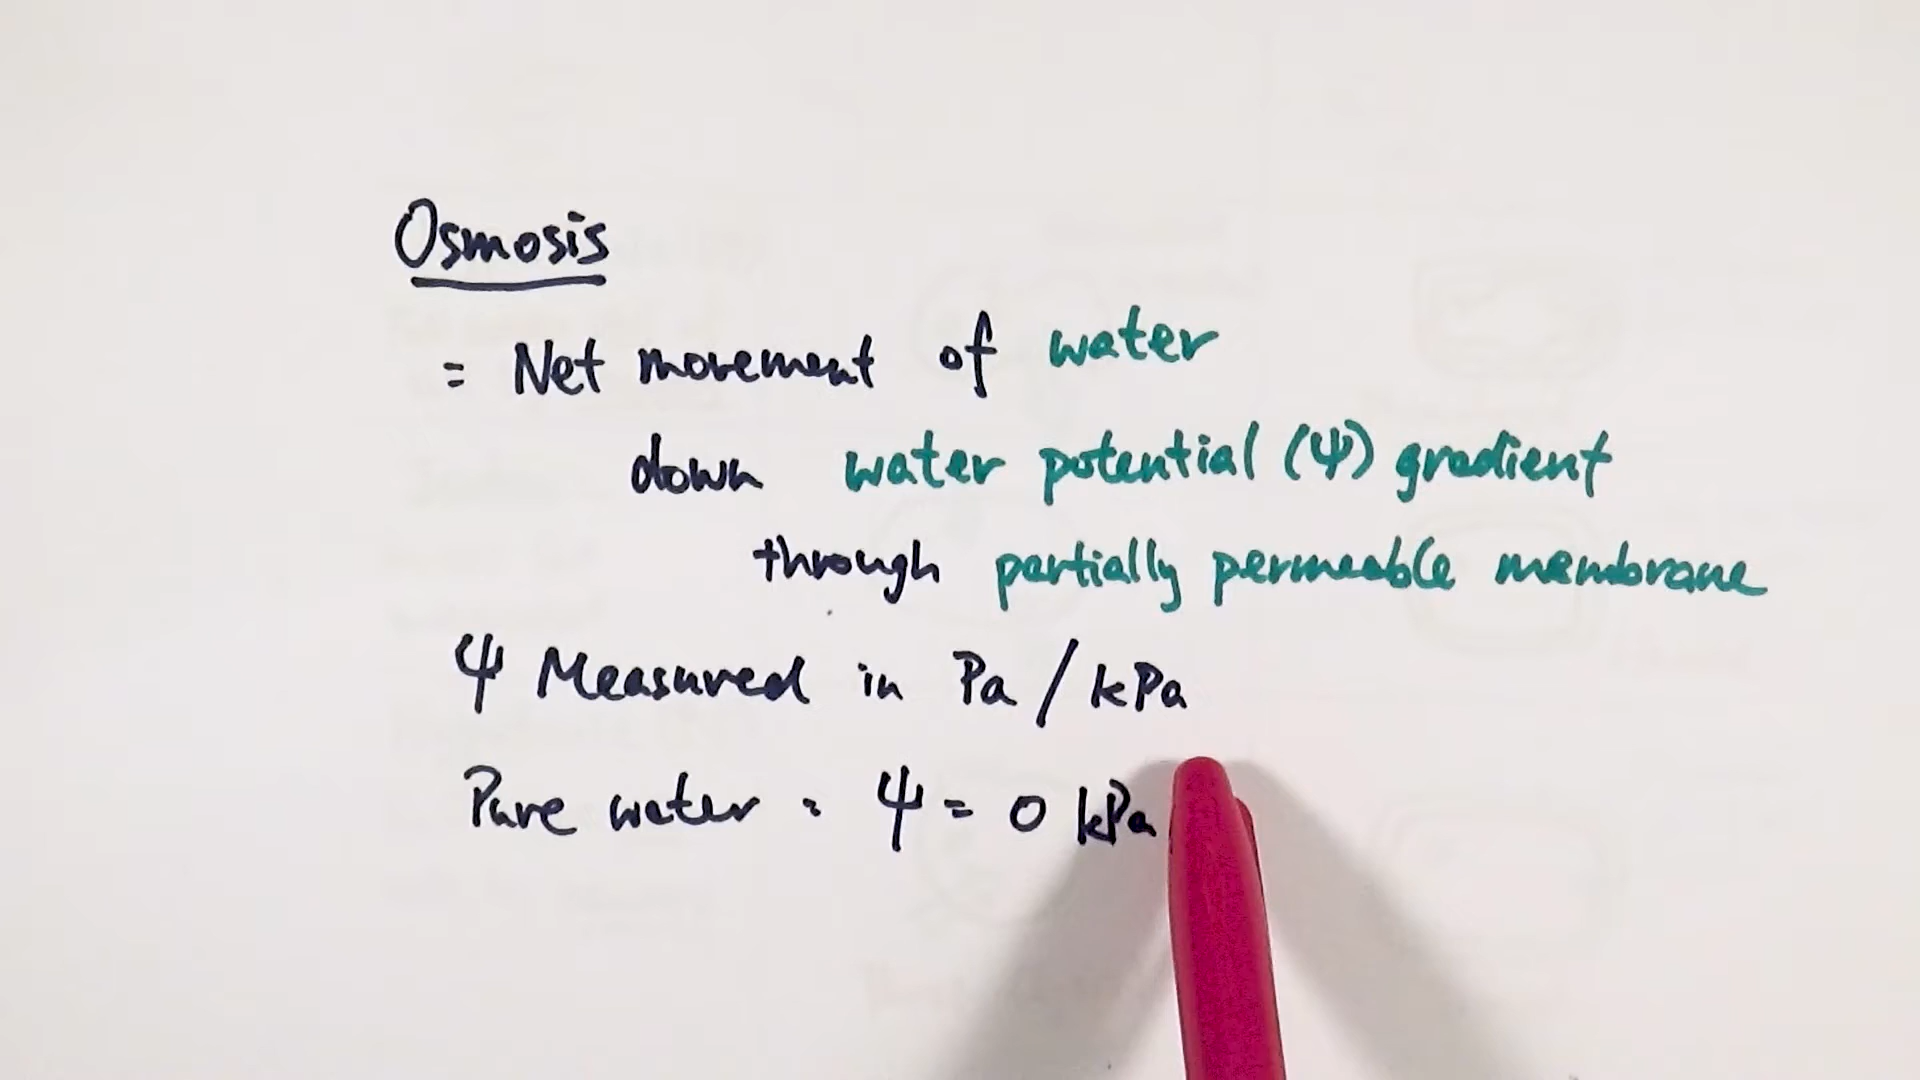 Osmosis
= Net movement of water
down water potential (Ψ) gradient
through partially permeable membrane
Ψ Measured in Pa / kPa
Pure water : Ψ = 0 kPa